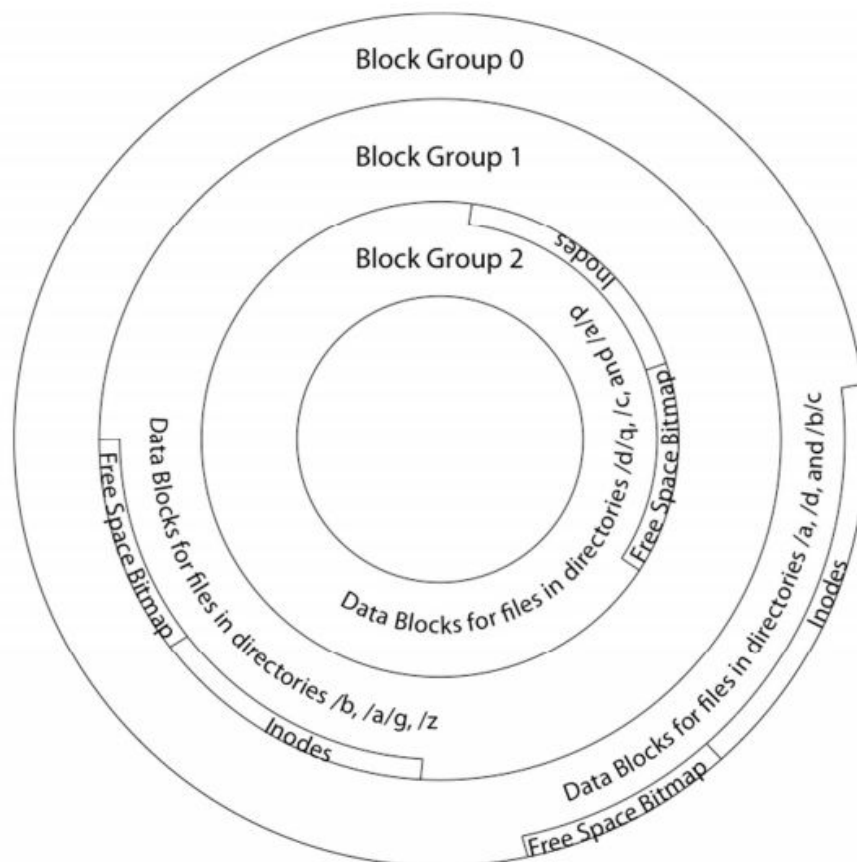 Block Group 0
Block Group 1
Block Group 2
Inodes
Free Space Bitmap
Data Blocks for files in directories /d/q, /c, and /a/p
Free Space Bitmap
Inodes
Data Blocks for files in directories /b, /a/g, /z
Data Blocks for files in directories /a, /d, and /b/c
Inodes
Free Space Bitmap